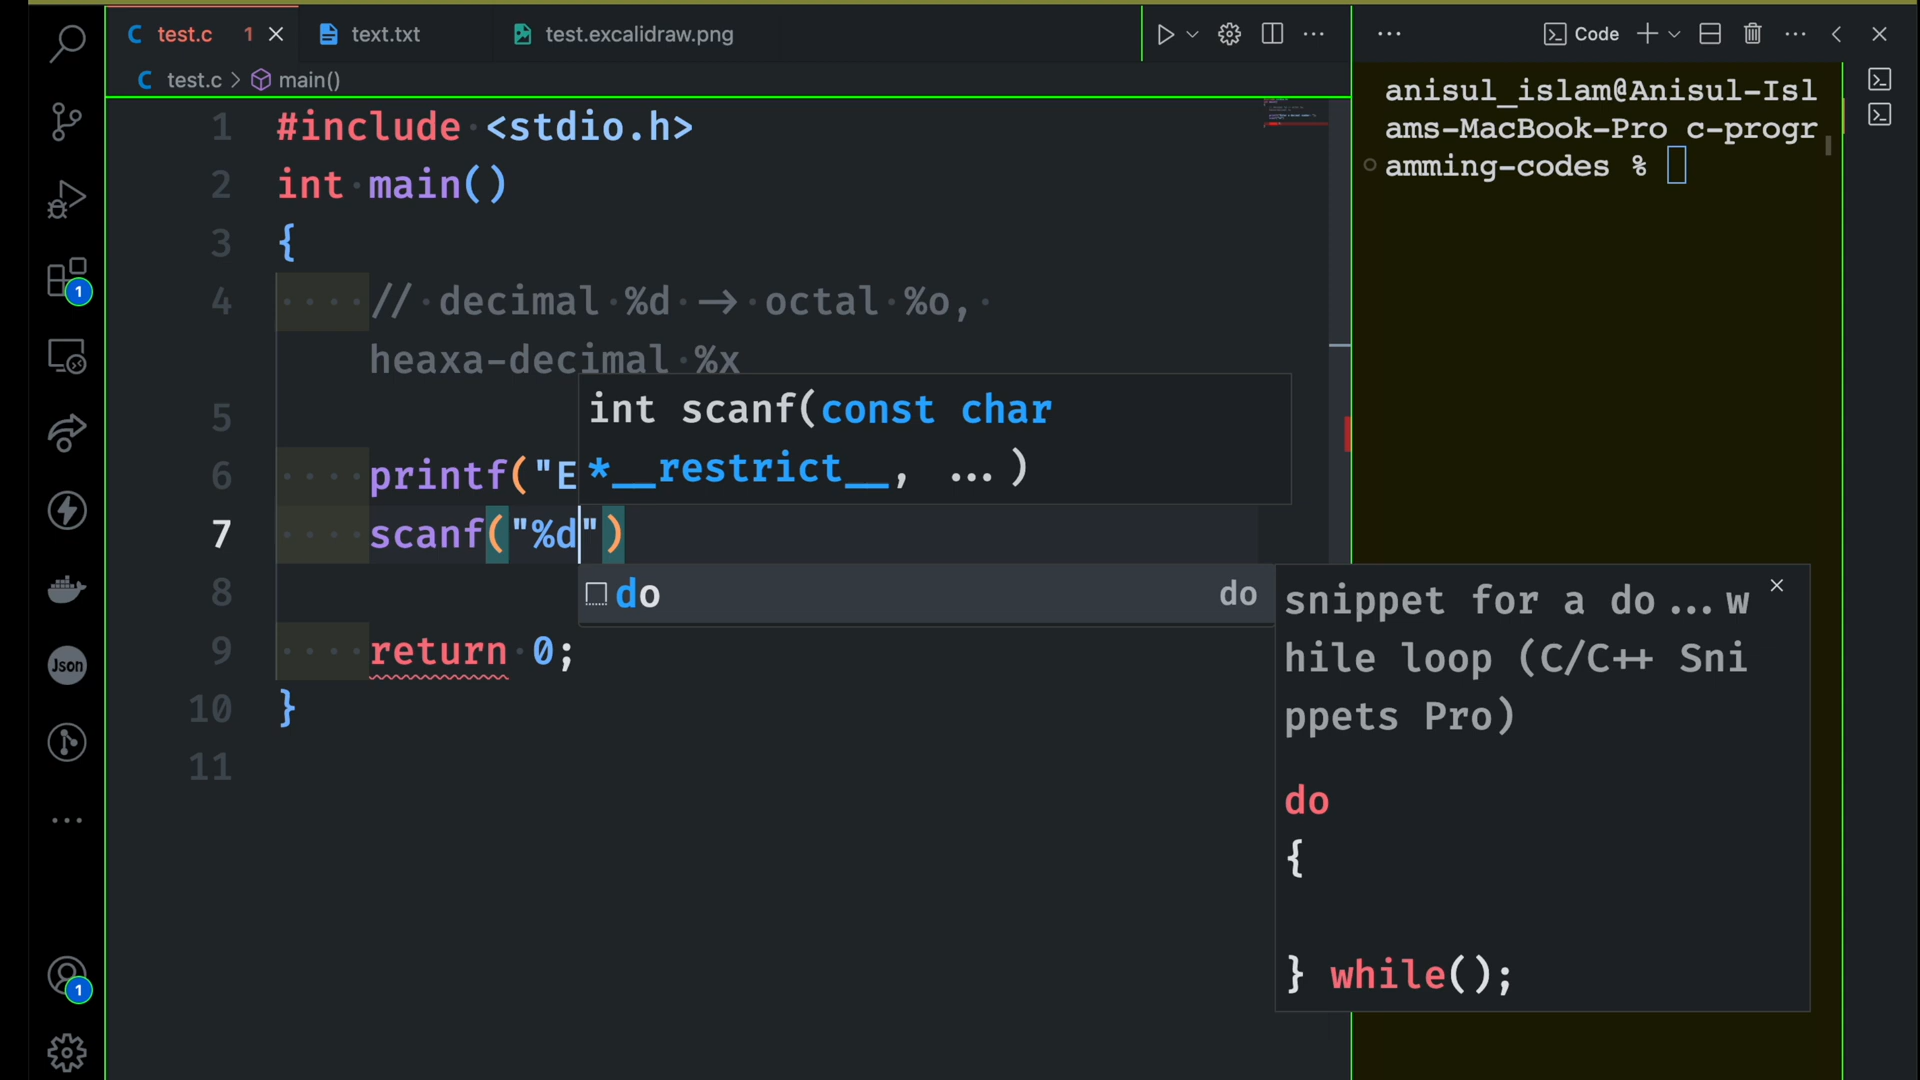 test.c 1
text.txt
test.excalidraw.png
Code
test.c > main()
1 #include <stdio.h>
2 int main()
3 {
4 // decimal %d -> octal %o,
heaxa-decimal %x
5
6 printf("E
7 scanf("%d")
8
9 return 0;
10 }
11
int scanf(const char
*__restrict__, ...)
do do
snippet for a do...w
hile loop (C/C++ Sni
ppets Pro)
do
{
} while();
anisul_islam@Anisul-Isl
ams-MacBook-Pro c-progr
amming-codes %
1
Json
1